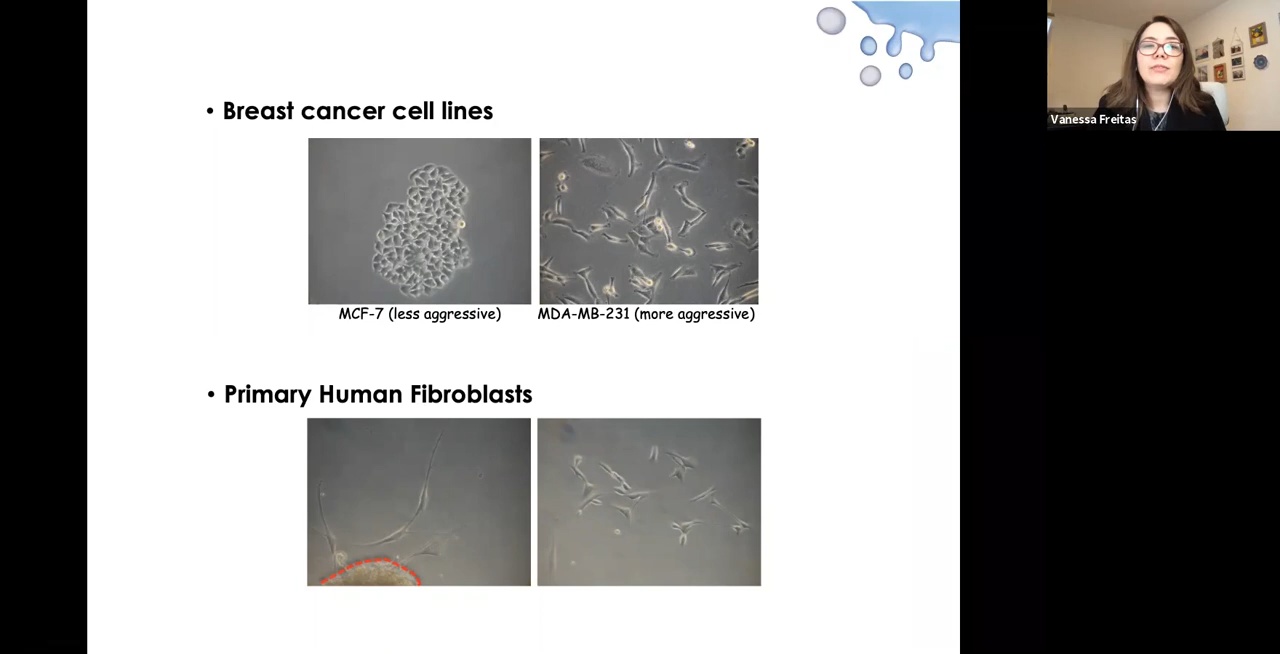 • Breast cancer cell lines
MCF-7 (less aggressive)
MDA-MB-231 (more aggressive)
• Primary Human Fibroblasts
Vanessa Freitas